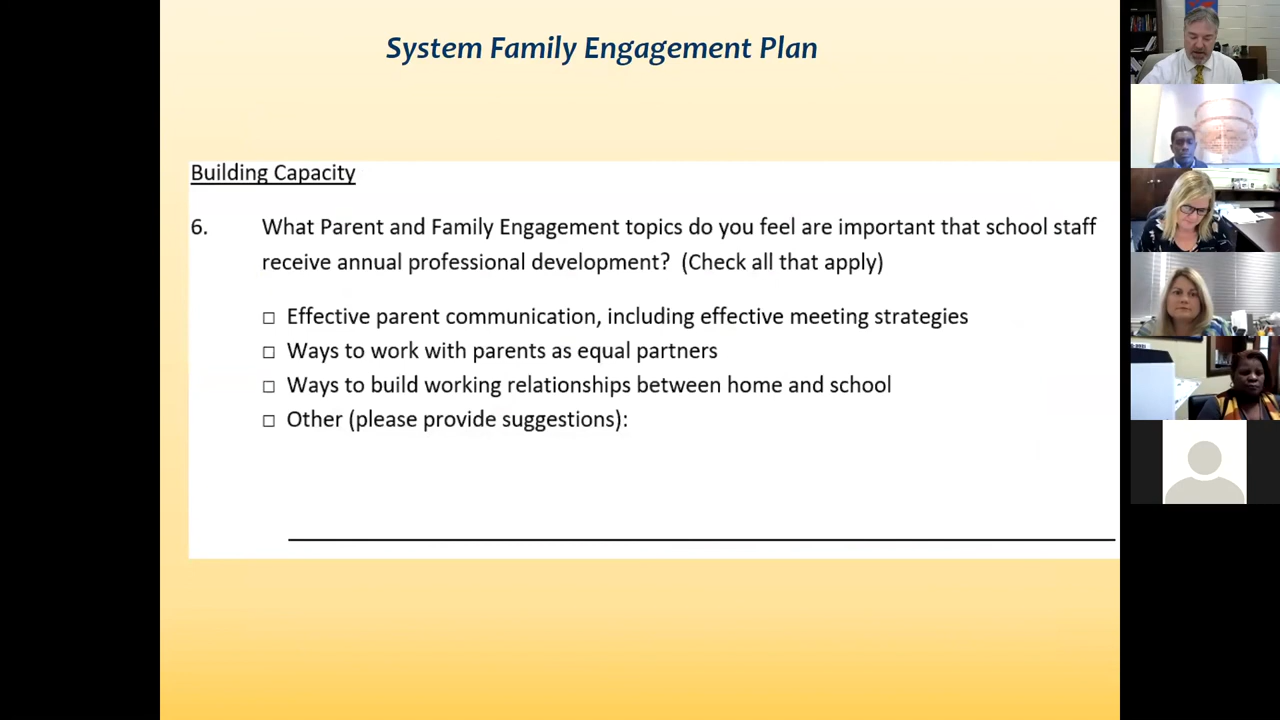 System Family Engagement Plan
Building Capacity
6. What Parent and Family Engagement topics do you feel are important that school staff
receive annual professional development? (Check all that apply)
□ Effective parent communication, including effective meeting strategies
□ Ways to work with parents as equal partners
□ Ways to build working relationships between home and school
□ Other (please provide suggestions):